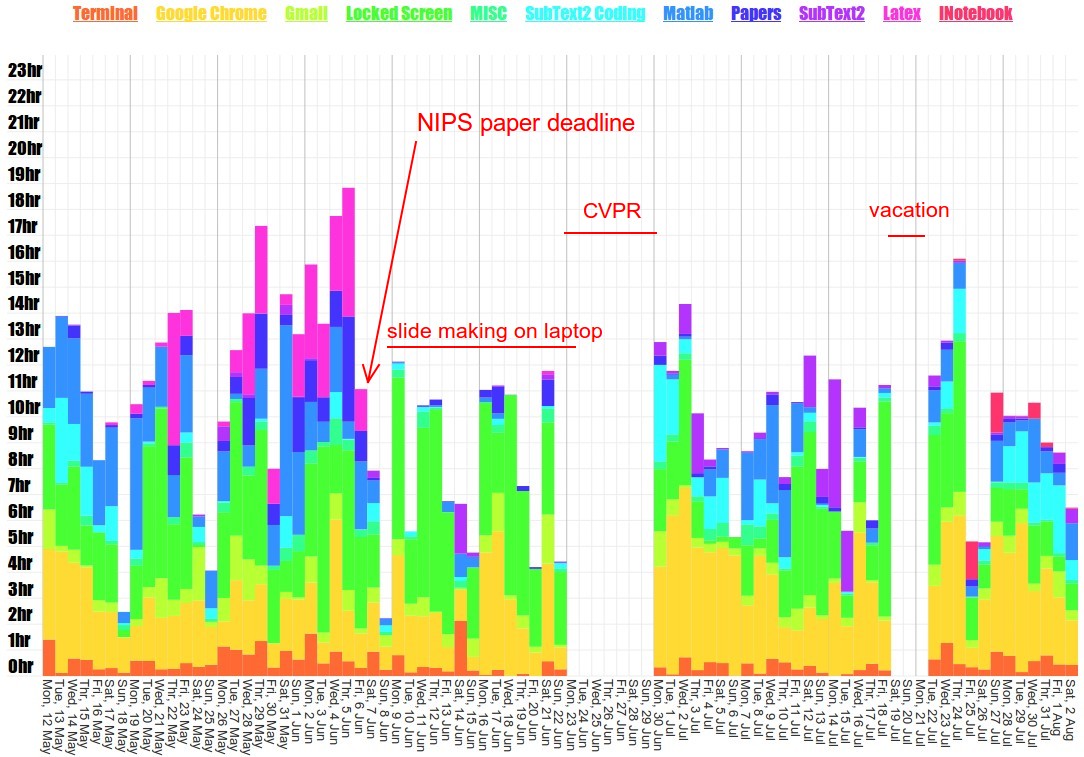 Terminal Google Chrome Gmail Locked Screen MISC SubText2 Coding Matlab Papers SubText2 Latex INotebook
23hr
22hr
21hr
20hr
19hr
18hr
17hr
16hr
15hr
14hr
13hr
12hr
11hr
10hr
9hr
8hr
7hr
6hr
5hr
4hr
3hr
2hr
1hr
0hr
NIPS paper deadline
CVPR
vacation
slide making on laptop
Mon, 12 May
Tue, 13 May
Wed, 14 May
Thr, 15 May
Fri, 16 May
Sat, 17 May
Sun, 18 May
Mon, 19 May
Tue, 20 May
Wed, 21 May
Thr, 22 May
Fri, 23 May
Sat, 24 May
Sun, 25 May
Mon, 26 May
Tue, 27 May
Wed, 28 May
Thr, 29 May
Fri, 30 May
Sat, 31 May
Sun, 1 Jun
Mon, 2 Jun
Tue, 3 Jun
Wed, 4 Jun
Thr, 5 Jun
Fri, 6 Jun
Sat, 7 Jun
Sun, 8 Jun
Mon, 9 Jun
Tue, 10 Jun
Wed, 11 Jun
Thr, 12 Jun
Fri, 13 Jun
Sat, 14 Jun
Sun, 15 Jun
Mon, 16 Jun
Tue, 17 Jun
Wed, 18 Jun
Thr, 19 Jun
Fri, 20 Jun
Sat, 21 Jun
Sun, 22 Jun
Mon, 23 Jun
Tue, 24 Jun
Wed, 25 Jun
Thr, 26 Jun
Fri, 27 Jun
Sat, 28 Jun
Sun, 29 Jun
Mon, 30 Jun
Tue, 1 Jul
Wed, 2 Jul
Thr, 3 Jul
Fri, 4 Jul
Sat, 5 Jul
Sun, 6 Jul
Mon, 7 Jul
Tue, 8 Jul
Wed, 9 Jul
Thr, 10 Jul
Fri, 11 Jul
Sat, 12 Jul
Sun, 13 Jul
Mon, 14 Jul
Tue, 15 Jul
Wed, 16 Jul
Thr, 17 Jul
Fri, 18 Jul
Sat, 19 Jul
Sun, 20 Jul
Mon, 21 Jul
Tue, 22 Jul
Wed, 23 Jul
Thr, 24 Jul
Fri, 25 Jul
Sat, 26 Jul
Sun, 27 Jul
Mon, 28 Jul
Tue, 29 Jul
Wed, 30 Jul
Thr, 31 Jul
Fri, 1 Aug
Sat, 2 Aug